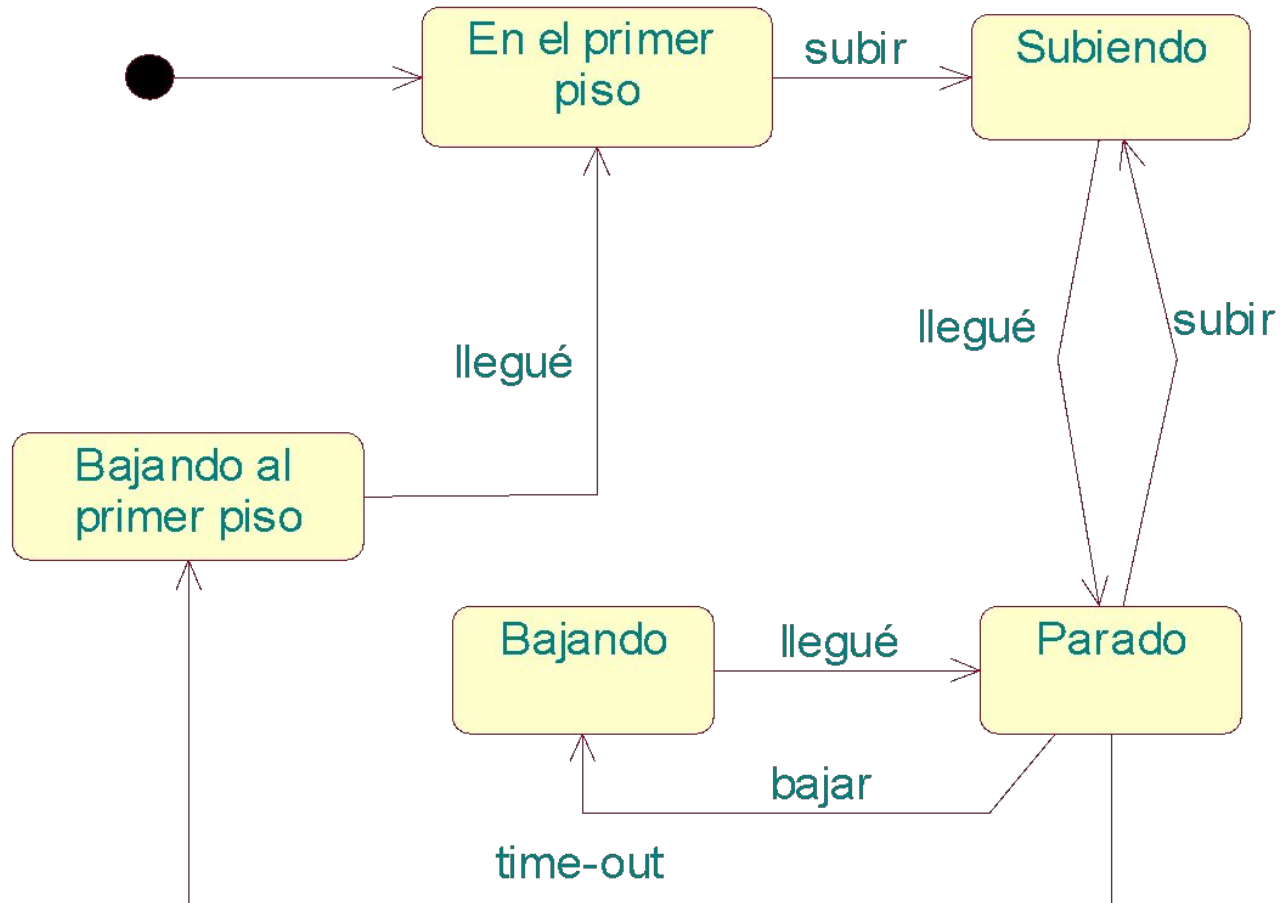 En el primer
piso
subir
Subiendo
llegué
subir
llegué
Bajando al
primer piso
Bajando
llegué
Parado
bajar
time-out